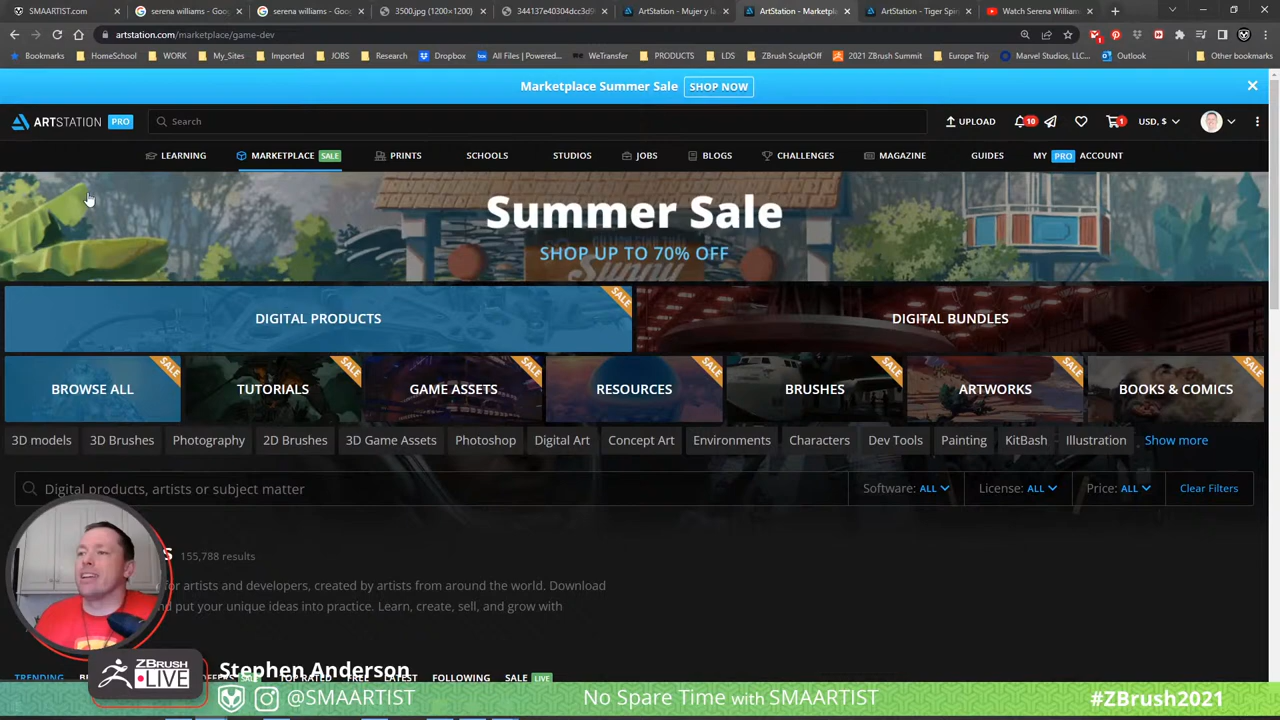 SMAARTIST.com
serena williams - Goo
serena williams - Goo
3500.jpg (1200×1200)
344137e40304dcc3d9
ArtStation - Mujer y la
ArtStation - Marketpla
ArtStation - Tiger Spir
Watch Serena William
artstation.com/marketplace/game-dev
Bookmarks HomeSchool WORK My_Sites Imported JOBS Research Dropbox All Files | Powered... WeTransfer PRODUCTS LDS ZBrush SculptOff 2021 ZBrush Summit Europe Trip Marvel Studios, LLC,... Outlook Other bookmarks
Marketplace Summer Sale SHOP NOW
ARTSTATION PRO Search UPLOAD 10 1 USD, $
LEARNING MARKETPLACE SALE PRINTS SCHOOLS STUDIOS JOBS BLOGS CHALLENGES MAGAZINE GUIDES MY PRO ACCOUNT
Summer Sale
SHOP UP TO 70% OFF
Sunny
DIGITAL PRODUCTS SALE DIGITAL BUNDLES
BROWSE ALL SALE TUTORIALS SALE GAME ASSETS SALE RESOURCES SALE BRUSHES SALE ARTWORKS SALE BOOKS & COMICS SALE
3D models 3D Brushes Photography 2D Brushes 3D Game Assets Photoshop Digital Art Concept Art Environments Characters Dev Tools Painting KitBash Illustration Show more
Digital products, artists or subject matter Software: ALL License: ALL Price: ALL Clear Filters
S 155,788 results
for artists and developers, created by artists from around the world. Download
nd put your unique ideas into practice. Learn, create, sell, and grow with
TRENDING TOP RATED FREE LATEST FOLLOWING SALE LIVE
Stephen Anderson
ZBRUSH
LIVE
@SMAARTIST No Spare Time with SMAARTIST #ZBrush2021